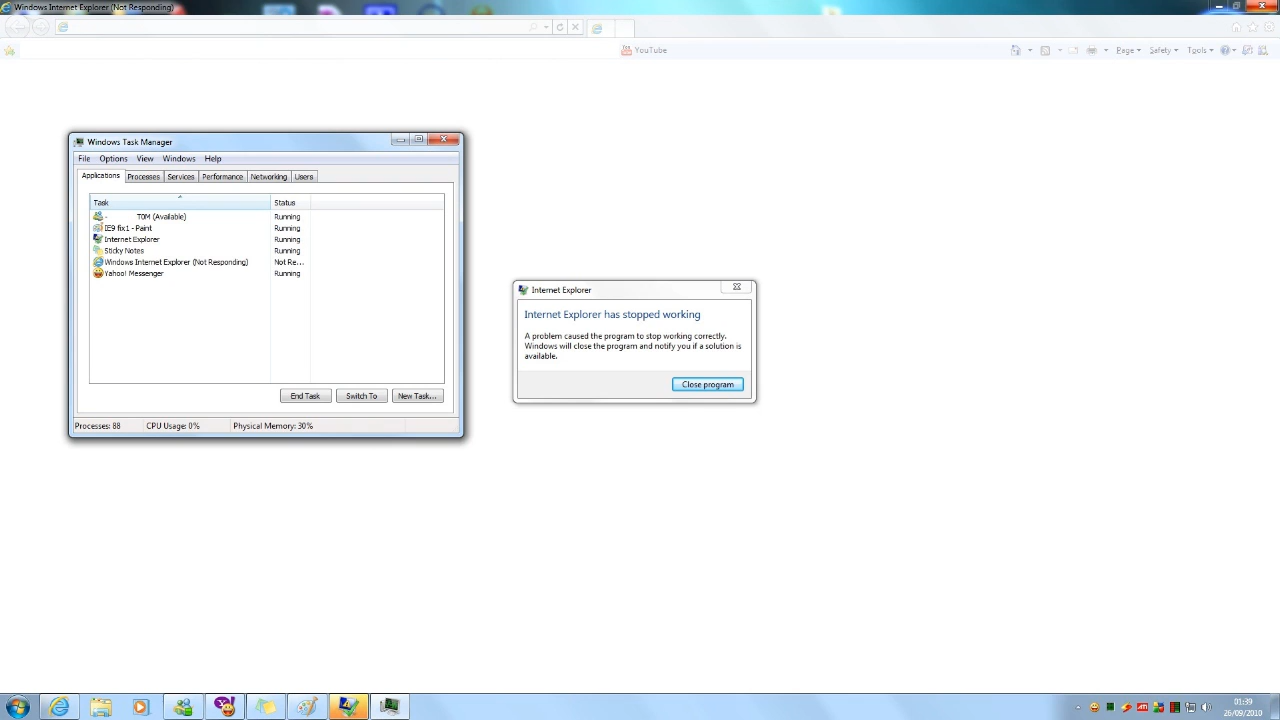 Windows Internet Explorer (Not Responding)
YouTube
Page
Safety
Tools
Windows Task Manager
File Options View Windows Help
Applications Processes Services Performance Networking Users
Task Status
- TOM (Available) Running
IE9 fix1 - Paint Running
Internet Explorer Running
Sticky Notes Running
Windows Internet Explorer (Not Responding) Not Re...
Yahoo! Messenger Running
End Task Switch To New Task...
Processes: 88 CPU Usage: 0% Physical Memory: 30%
Internet Explorer
Internet Explorer has stopped working
A problem caused the program to stop working correctly.
Windows will close the program and notify you if a solution is
available.
Close program
01:39
26/09/2010